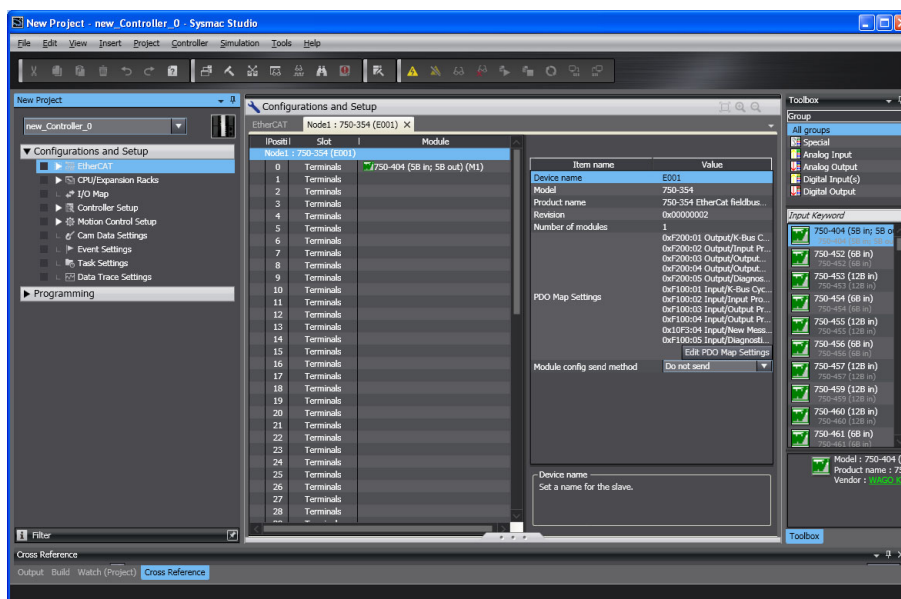 New Project - new_Controller_0 - Sysmac Studio
File Edit View Insert Project Controller Simulation Tools Help
New Project
new_Controller_0
Configurations and Setup
EtherCAT
CPU/Expansion Racks
I/O Map
Controller Setup
Motion Control Setup
Cam Data Settings
Event Settings
Task Settings
Data Trace Settings
Programming
Filter
Configurations and Setup
EtherCAT Node1 : 750-354 (E001)
Positi Slot Module
Node1 : 750-354 (E001)
0 Terminals 750-404 (5B in; 5B out) (M1)
1 Terminals
2 Terminals
3 Terminals
4 Terminals
5 Terminals
6 Terminals
7 Terminals
8 Terminals
9 Terminals
10 Terminals
11 Terminals
12 Terminals
13 Terminals
14 Terminals
15 Terminals
16 Terminals
17 Terminals
18 Terminals
19 Terminals
20 Terminals
21 Terminals
22 Terminals
23 Terminals
24 Terminals
25 Terminals
26 Terminals
27 Terminals
28 Terminals
Item name Value
Device name E001
Model 750-354
Product name 750-354 EtherCat fieldbus...
Revision 0x00000002
Number of modules 1
PDO Map Settings
0xF200:01 Output/K-Bus C...
0xF200:02 Output/Input Pr...
0xF200:03 Output/Output...
0xF200:04 Output/Output...
0xF200:05 Output/Diagnos...
0xF100:01 Input/K-Bus Cyc...
0xF100:02 Input/Input Pro...
0xF100:03 Input/Output Pr...
0xF100:04 Input/Output Pr...
0x10F3:04 Input/New Mess...
0xF100:05 Input/Diagnosti...
Edit PDO Map Settings
Module config send method Do not send
Device name
Set a name for the slave.
Toolbox
Group
All groups
Special
Analog Input
Analog Output
Digital Input(s)
Digital Output
Input Keyword
750-404 (5B in; 5B ou
750-452 (6B in)
750-452 (6B in)
750-453 (12B in)
750-453 (12B in)
750-454 (6B in)
750-454 (6B in)
750-455 (12B in)
750-455 (12B in)
750-456 (6B in)
750-456 (6B in)
750-457 (12B in)
750-457 (12B in)
750-459 (12B in)
750-459 (12B in)
750-460 (12B in)
750-460 (12B in)
750-461 (6B in)
750-461 (6B in)
Model : 750-404 (
Product name : 75
Vendor : WAGO K
Toolbox
Cross Reference
Output Build Watch (Project) Cross Reference